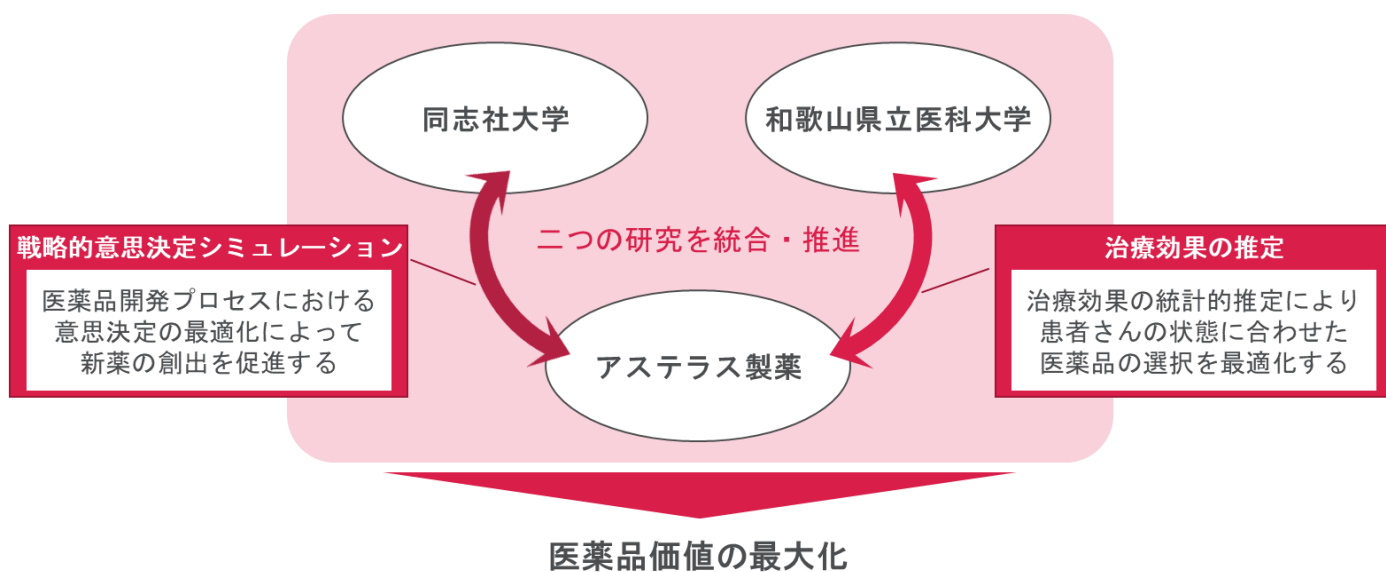 同志社大学
和歌山県立医科大学
二つの研究を統合・推進
戦略的意思決定シミュレーション
医薬品開発プロセスにおける
意思決定の最適化によって
新薬の創出を促進する
治療効果の推定
治療効果の統計的推定により
患者さんの状態に合わせた
医薬品の選択を最適化する
アステラス製薬
医薬品価値の最大化